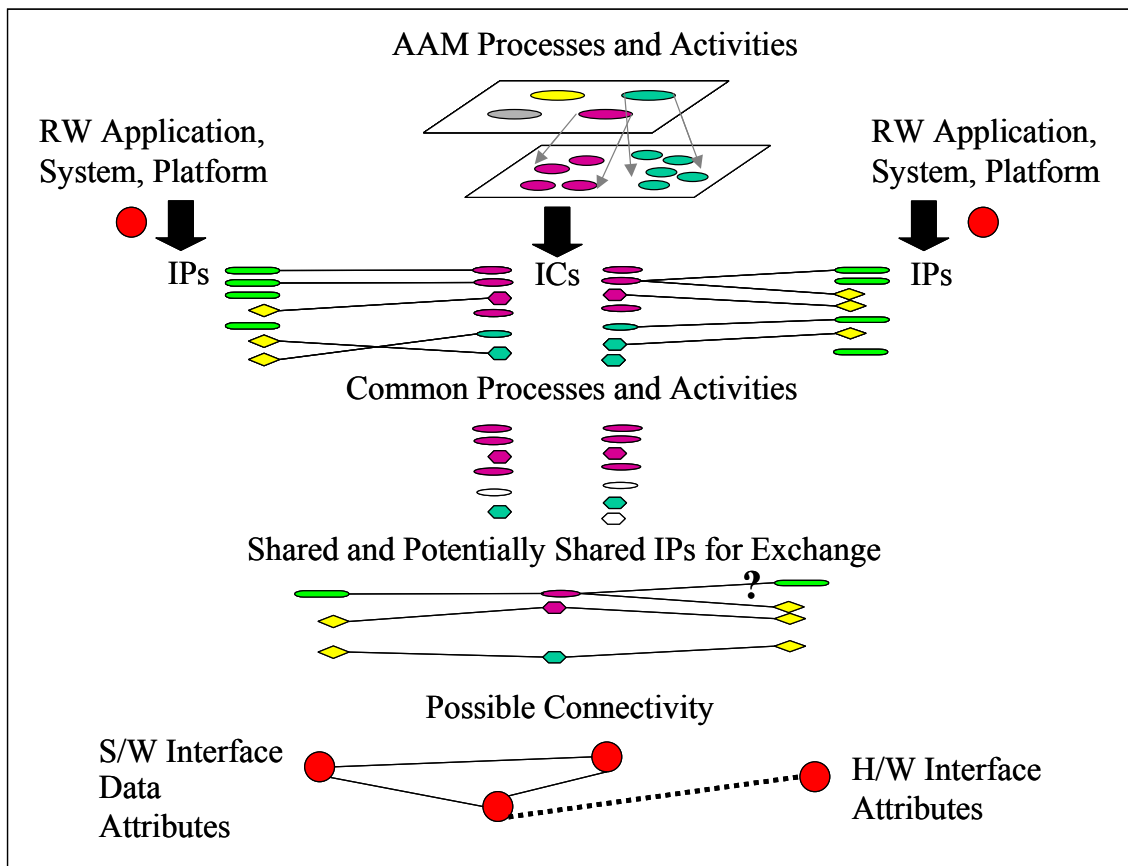 AAM Processes and Activities
RW Application,
System, Platform
RW Application,
System, Platform
IPs
ICs
IPs
Common Processes and Activities
Shared and Potentially Shared IPs for Exchange
?
Possible Connectivity
S/W Interface
Data
Attributes
H/W Interface
Attributes